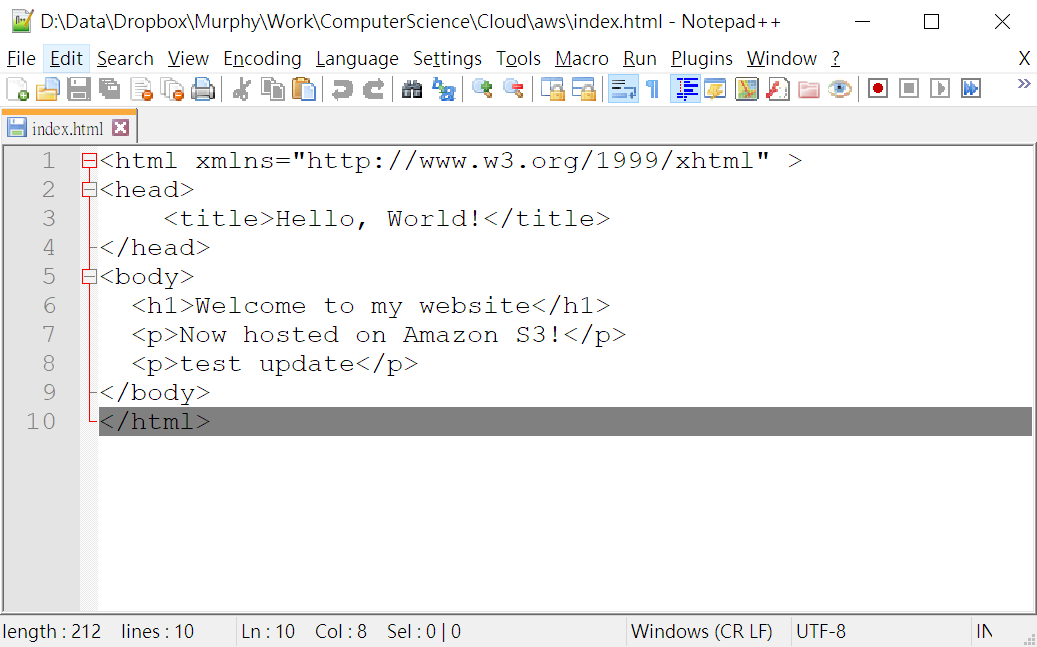 D:\Data\Dropbox\Murphy\Work\ComputerScience\Cloud\aws\index.html - Notepad++
File Edit Search View Encoding Language Settings Tools Macro Run Plugins Window ? X
index.html
1 <html xmlns="http://www.w3.org/1999/xhtml" >
2 <head>
3 <title>Hello, World!</title>
4 </head>
5 <body>
6 <h1>Welcome to my website</h1>
7 <p>Now hosted on Amazon S3!</p>
8 <p>test update</p>
9 </body>
10 </html>
length : 212 lines : 10 Ln : 10 Col : 8 Sel : 0 | 0 Windows (CR LF) UTF-8 IN